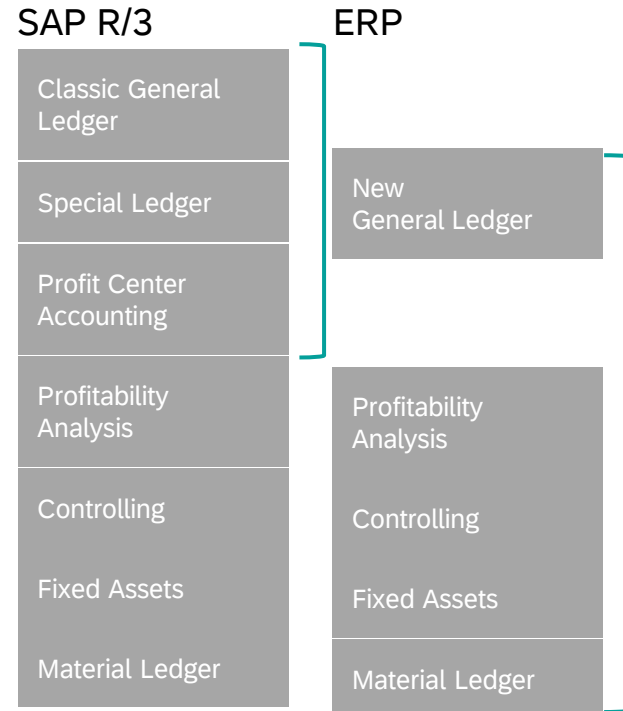 SAP R/3
Classic General
Ledger
Special Ledger
Profit Center
Accounting
Profitability
Analysis
Controlling
Fixed Assets
Material Ledger
ERP
New
General Ledger
Profitability
Analysis
Controlling
Fixed Assets
Material Ledger